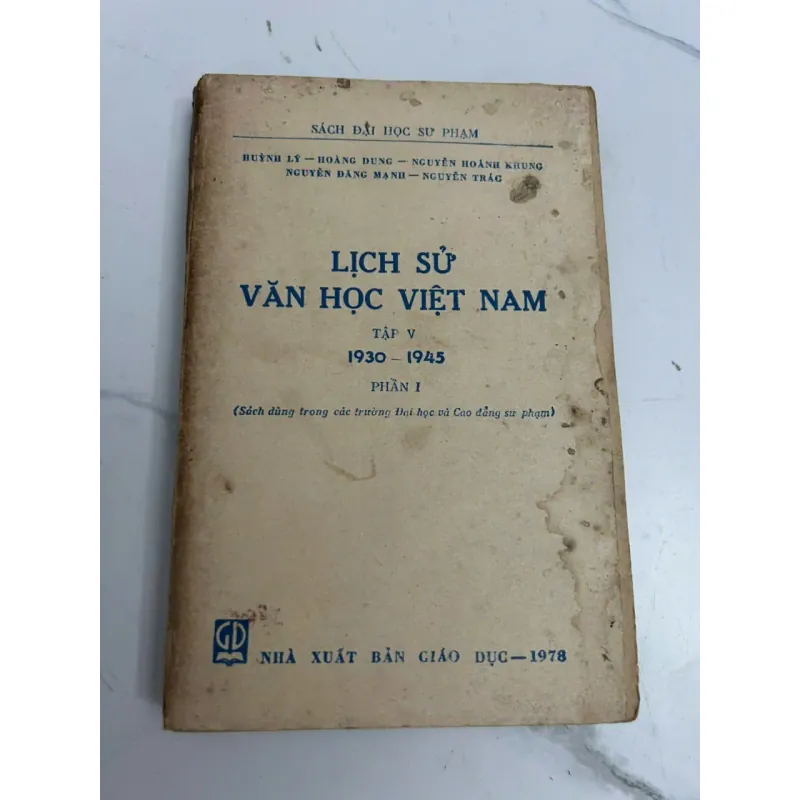 SÁCH ĐẠI HỌC SƯ PHẠM
HUỲNH LÝ – HOÀNG DUNG – NGUYỄN HOÀNH KHUNG
NGUYỄN ĐĂNG MẠNH – NGUYỄN TRÁC
LỊCH SỬ
VĂN HỌC VIỆT NAM
TẬP V
1930 – 1945
PHẦN I
(Sách dùng trong các trường Đại học và Cao đẳng sư phạm)
GD
NHÀ XUẤT BẢN GIÁO DỤC – 1978